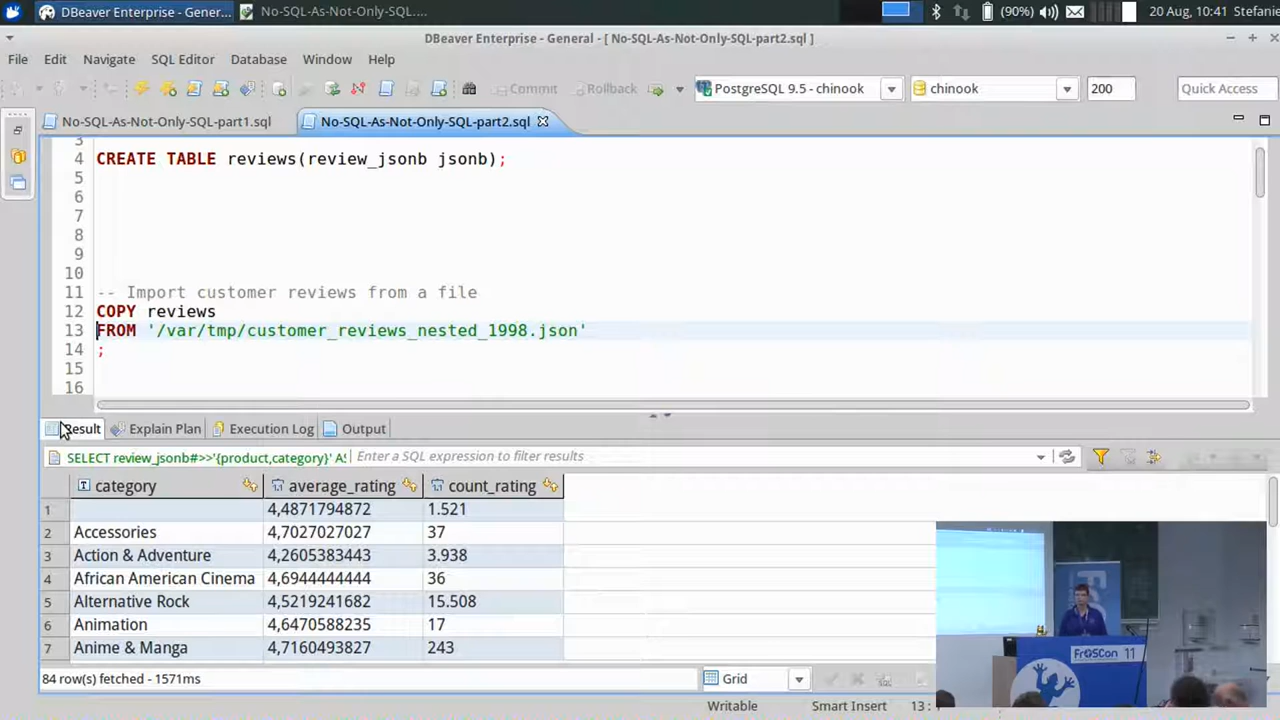 DBeaver Enterprise - Gener...
No-SQL-As-Not-Only-SQL....
(90%)
20 Aug, 10:41 Stefanie
DBeaver Enterprise - General - [ No-SQL-As-Not-Only-SQL-part2.sql ]
File Edit Navigate SQL Editor Database Window Help
Commit Rollback PostgreSQL 9.5 - chinook chinook 200 Quick Access
No-SQL-As-Not-Only-SQL-part1.sql No-SQL-As-Not-Only-SQL-part2.sql
3
4 CREATE TABLE reviews(review_jsonb jsonb);
5
6
7
8
9
10
11 -- Import customer reviews from a file
12 COPY reviews
13 FROM '/var/tmp/customer_reviews_nested_1998.json'
14 ;
15
16
Result Explain Plan Execution Log Output
SELECT review_jsonb#>>'{product,category}' A! Enter a SQL expression to filter results
category average_rating count_rating
1 4,4871794872 1.521
2 Accessories 4,7027027027 37
3 Action & Adventure 4,2605383443 3.938
4 African American Cinema 4,6944444444 36
5 Alternative Rock 4,5219241682 15.508
6 Animation 4,6470588235 17
7 Anime & Manga 4,7160493827 243
84 row(s) fetched - 1571ms
Grid
Writable Smart Insert 13 :
FrOSCon 11